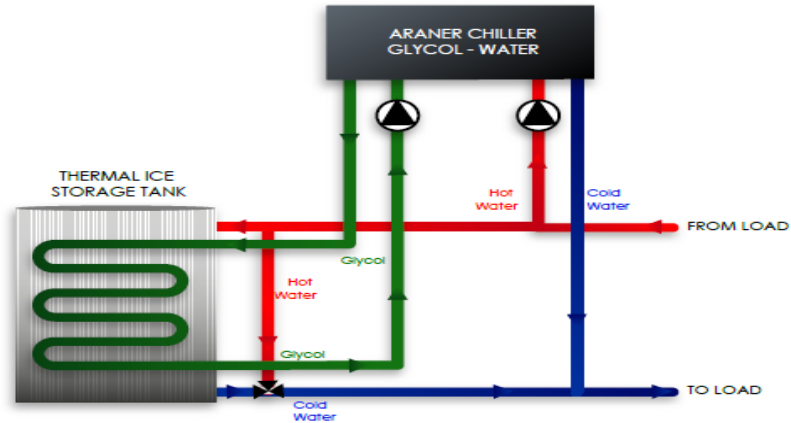 ARANER CHILLER
GLYCOL - WATER
THERMAL ICE
STORAGE TANK
Hot
Water
Cold
Water
FROM LOAD
Glycol
Hot
Water
Glycol
Cold
Water
TO LOAD